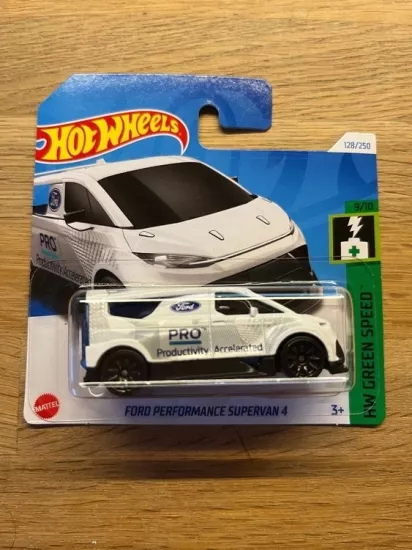 HOT WHEELS
128/250
9/10
Ford
PRO
Productivity Accelerated
HW GREEN SPEED
Ford
PRO
Productivity Accelerated
MATTEL
FORD PERFORMANCE SUPERVAN 4
3+